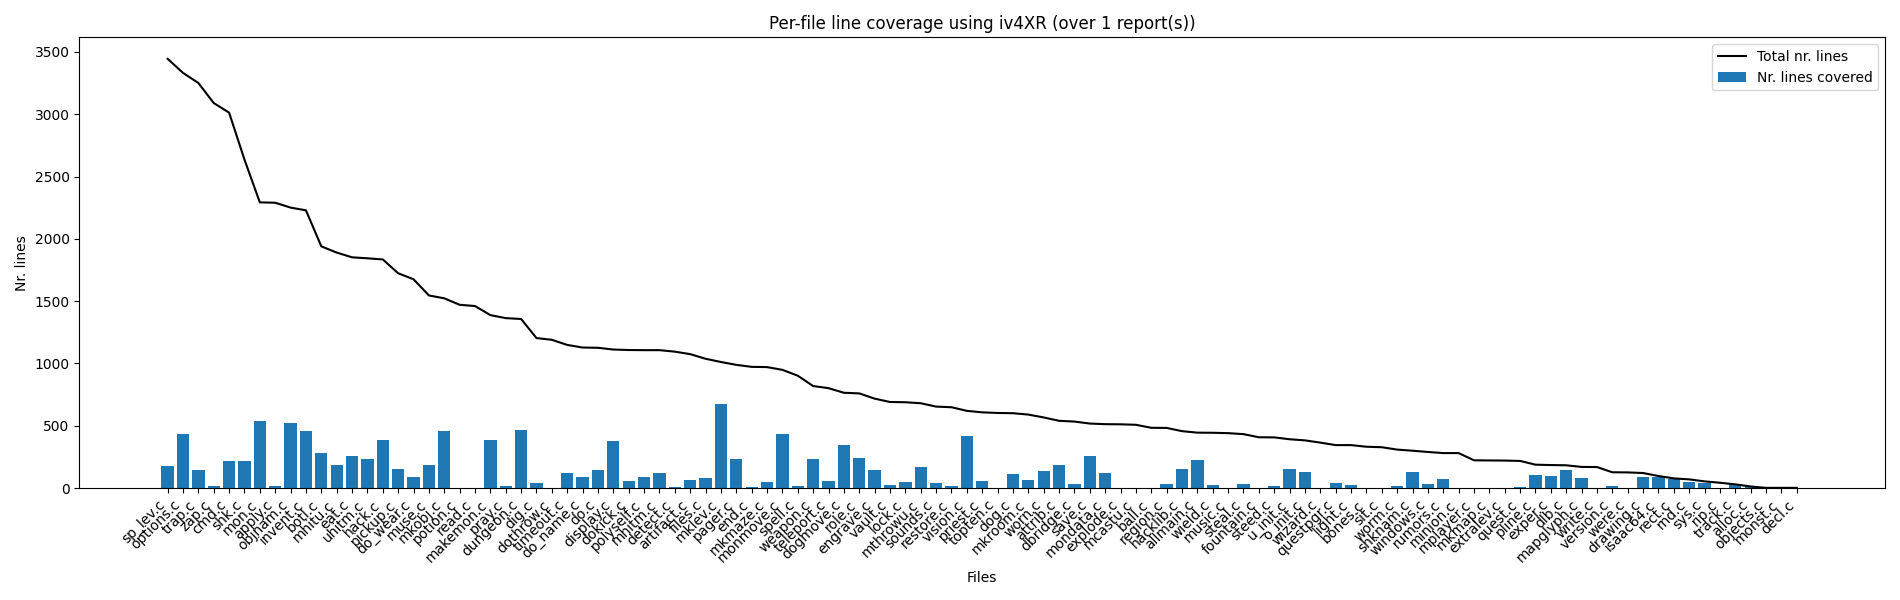 Per-file line coverage using iv4XR (over 1 report(s))
Total nr. lines
Nr. lines covered
Nr. lines
3500
3000
2500
2000
1500
1000
500
0
sp_lev.c
options.c
trap.c
zap.c
cmd.c
shk.c
mon.c
apply.c
objnam.c
invent.c
botl.c
mhitu.c
eat.c
uhitm.c
hack.c
pickup.c
do_wear.c
muse.c
mkobj.c
potion.c
read.c
makemon.c
pray.c
dungeon.c
dig.c
dothrow.c
timeout.c
do_name.c
do.c
display.c
dokick.c
polyself.c
mhitm.c
detect.c
artifact.c
files.c
mklev.c
pager.c
end.c
mkmaze.c
monmove.c
spell.c
weapon.c
teleport.c
dogmove.c
role.c
engrave.c
vault.c
lock.c
mthrowu.c
sounds.c
restore.c
vision.c
priest.c
topten.c
dog.c
mkroom.c
worn.c
attrib.c
dbridge.c
save.c
mondata.c
explode.c
mcastu.c
ball.c
region.c
hacklib.c
allmain.c
wield.c
music.c
steal.c
fountain.c
steed.c
u_init.c
o_init.c
wizard.c
questpgr.c
light.c
bones.c
sit.c
worm.c
shknam.c
windows.c
rumors.c
minion.c
mplayer.c
mkmap.c
extralev.c
quest.c
pline.c
exper.c
dlb.c
mapglyph.c
write.c
version.c
were.c
drawing.c
isaac64.c
rect.c
rnd.c
sys.c
rip.c
track.c
alloc.c
objects.c
monst.c
decl.c
Files